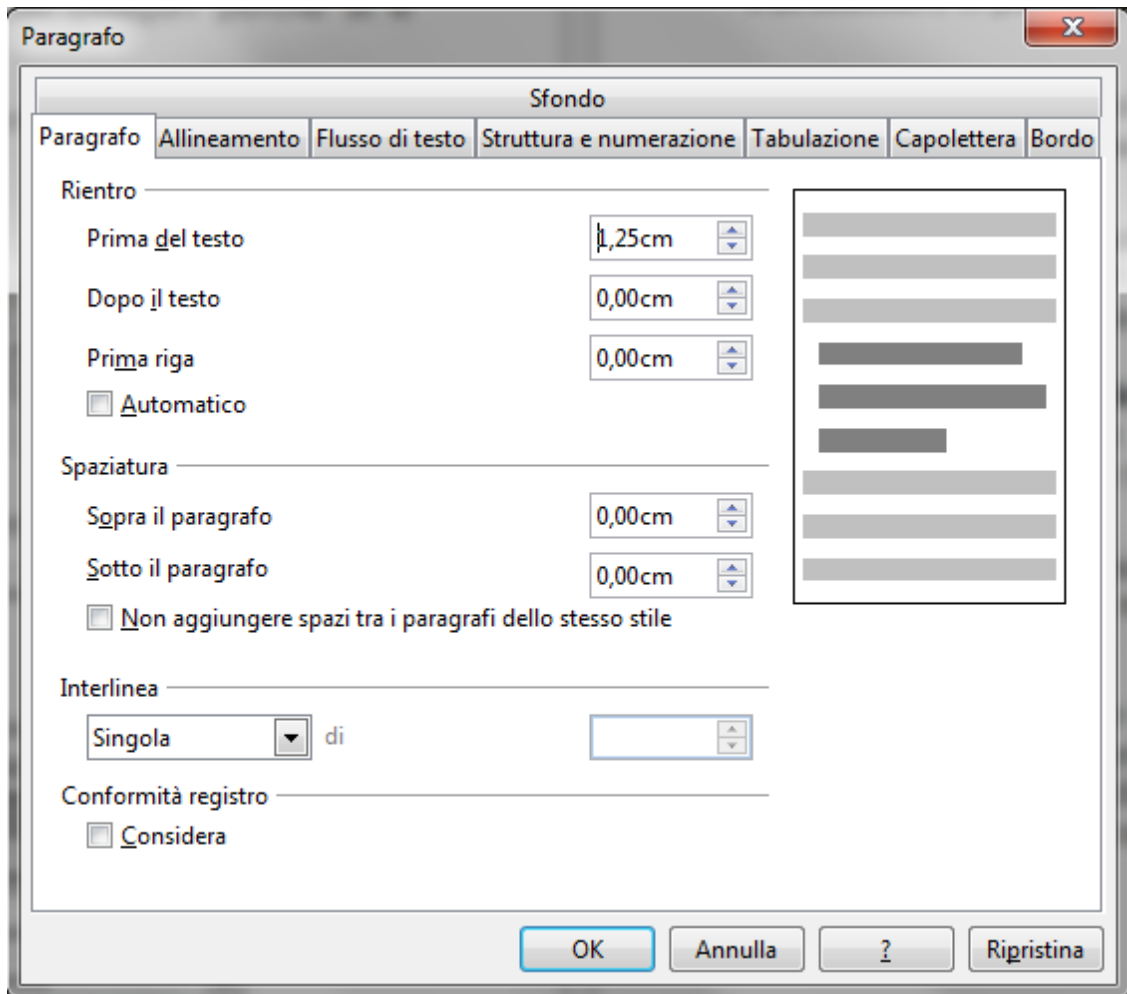 Paragrafo
Sfondo
Paragrafo Allineamento Flusso di testo Struttura e numerazione Tabulazione Capolettera Bordo
Rientro
Prima del testo 1,25cm
Dopo il testo 0,00cm
Prima riga 0,00cm
Automatico
Spaziatura
Sopra il paragrafo 0,00cm
Sotto il paragrafo 0,00cm
Non aggiungere spazi tra i paragrafi dello stesso stile
Interlinea
Singola di
Conformità registro
Considera
OK Annulla ? Ripristina